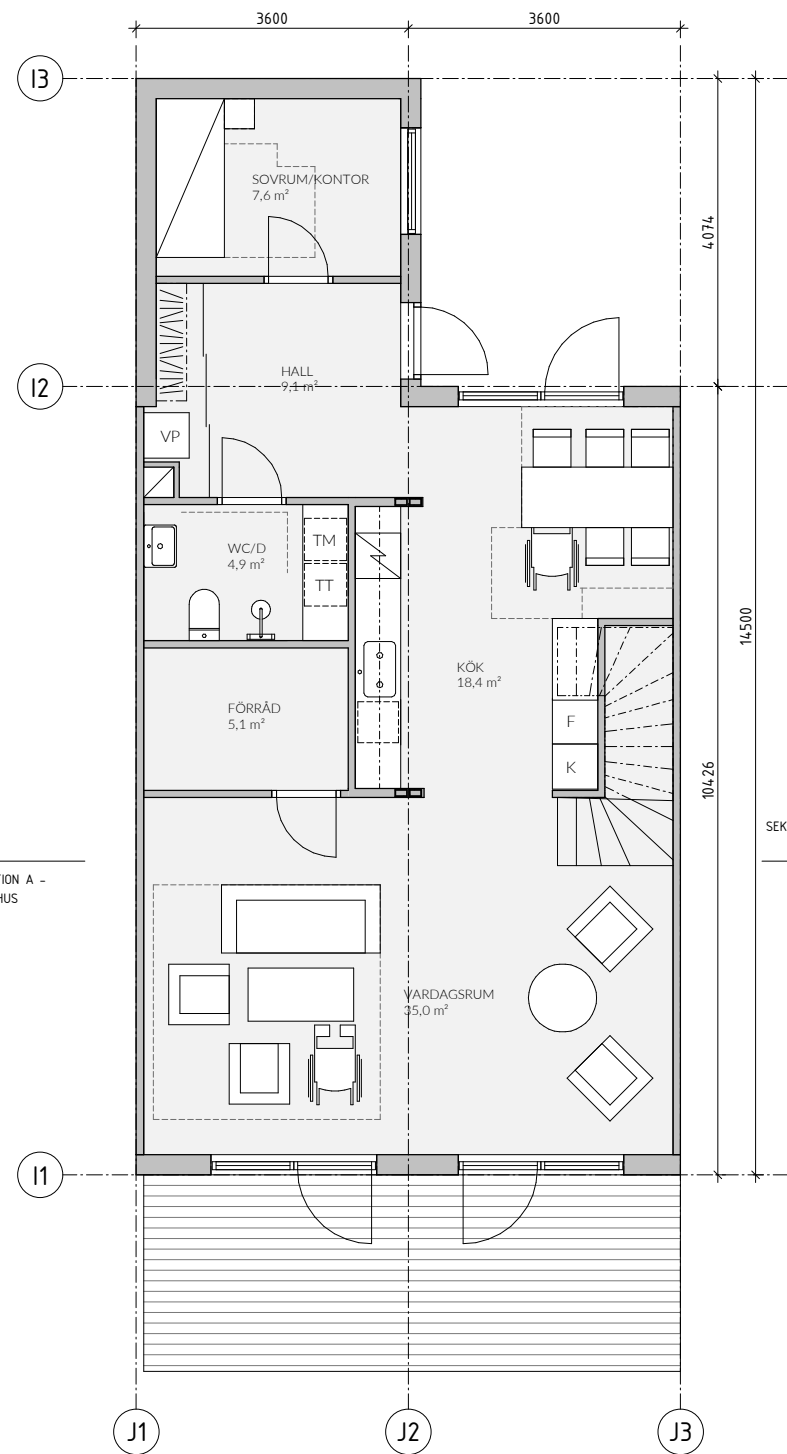 3600
3600
I3
SOVRUM/KONTOR
7,6 m²
4074
HALL
9,1 m²
I2
VP
WC/D
4,9 m²
TM
TT
14500
KÖK
18,4 m²
FÖRRÅD
5,1 m²
F
K
10426
SEK
TION A -
HUS
VARDAGSRUM
35,0 m²
I1
J1
J2
J3